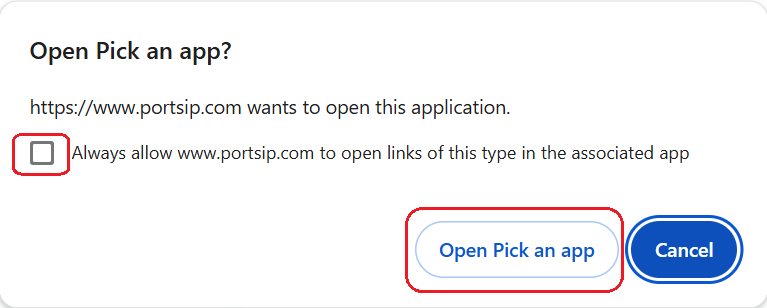 Open Pick an app?
https://www.portsip.com wants to open this application.
Always allow www.portsip.com to open links of this type in the associated app
Open Pick an app
Cancel